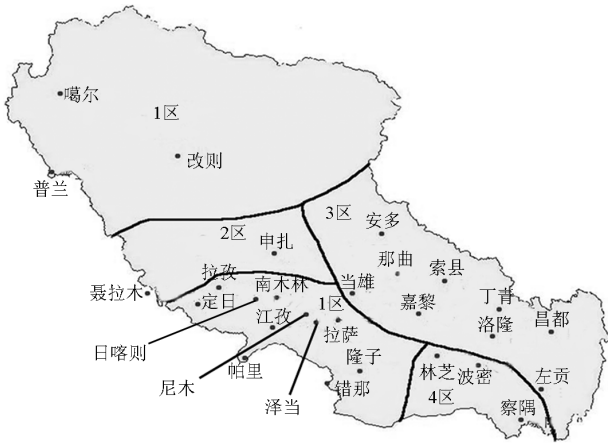 噶尔
1区
改则
普兰
3区
安多
2区
申扎
那曲
索县
拉孜
南木林
当雄
聂拉木
定日
1区
嘉黎
丁青
昌都
江孜
拉萨
洛隆
日喀则
尼木
帕里
隆子
林芝
波密
左贡
泽当
错那
4区
察隅